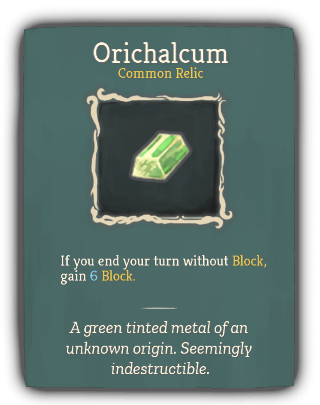 Orichalcum
Common Relic
If you end your turn without Block,
gain 6 Block.
A green tinted metal of an
unknown origin. Seemingly
indestructible.